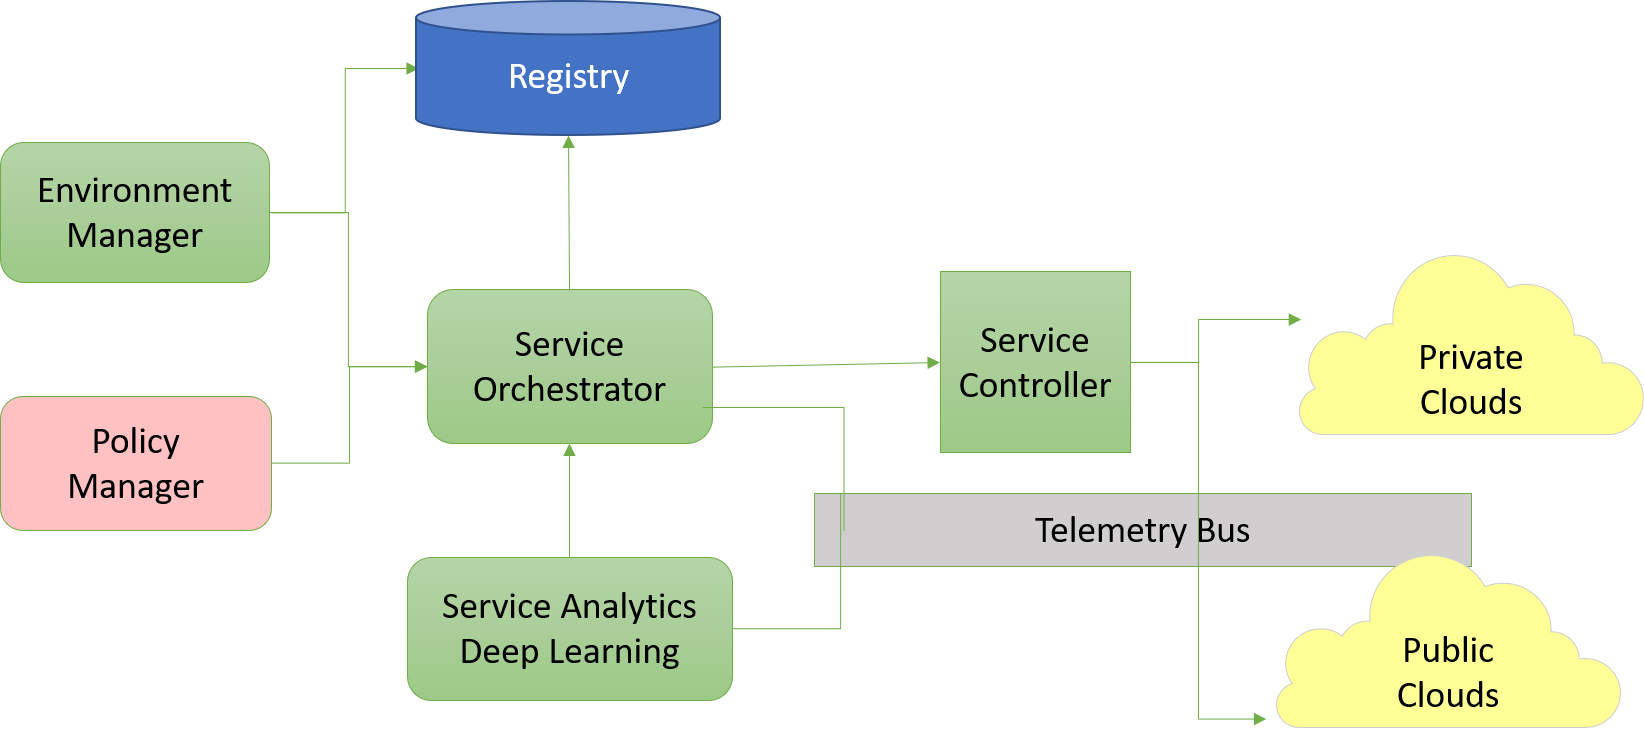 Registry
Environment
Manager
Service
Orchestrator
Service
Controller
Private
Clouds
Policy
Manager
Telemetry Bus
Service Analytics
Deep Learning
Public
Clouds